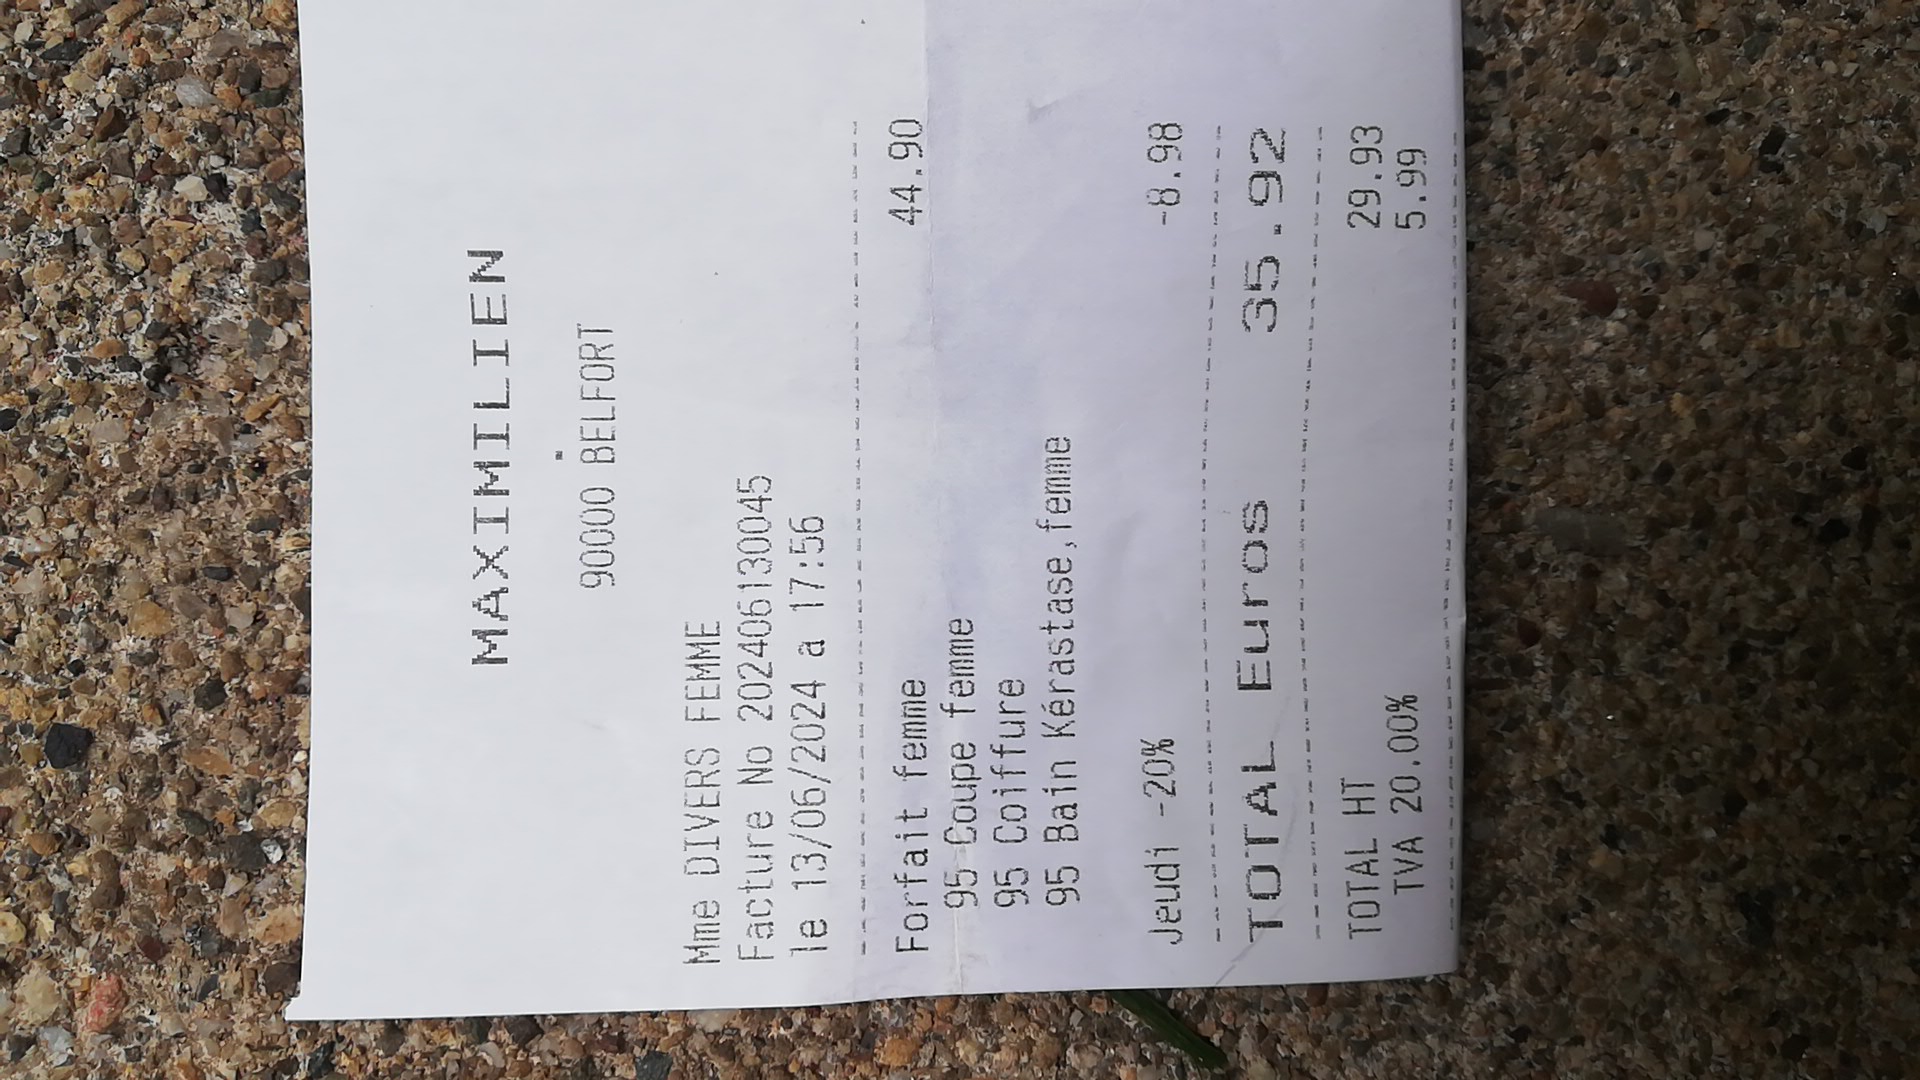 MAXIMILIEN
90000 BELFORT
Mme DIVERS FEMME
Facture No 20240613​0045
le 13/06/2024 a 17:56
Forfait femme 44.90
95 Coupe femme
95 Coiffure
95 Bain Kérastase,femme
Jeudi -20% -8.98
TOTAL Euros 35.92
TOTAL HT 29.93
TVA 20.00% 5.99